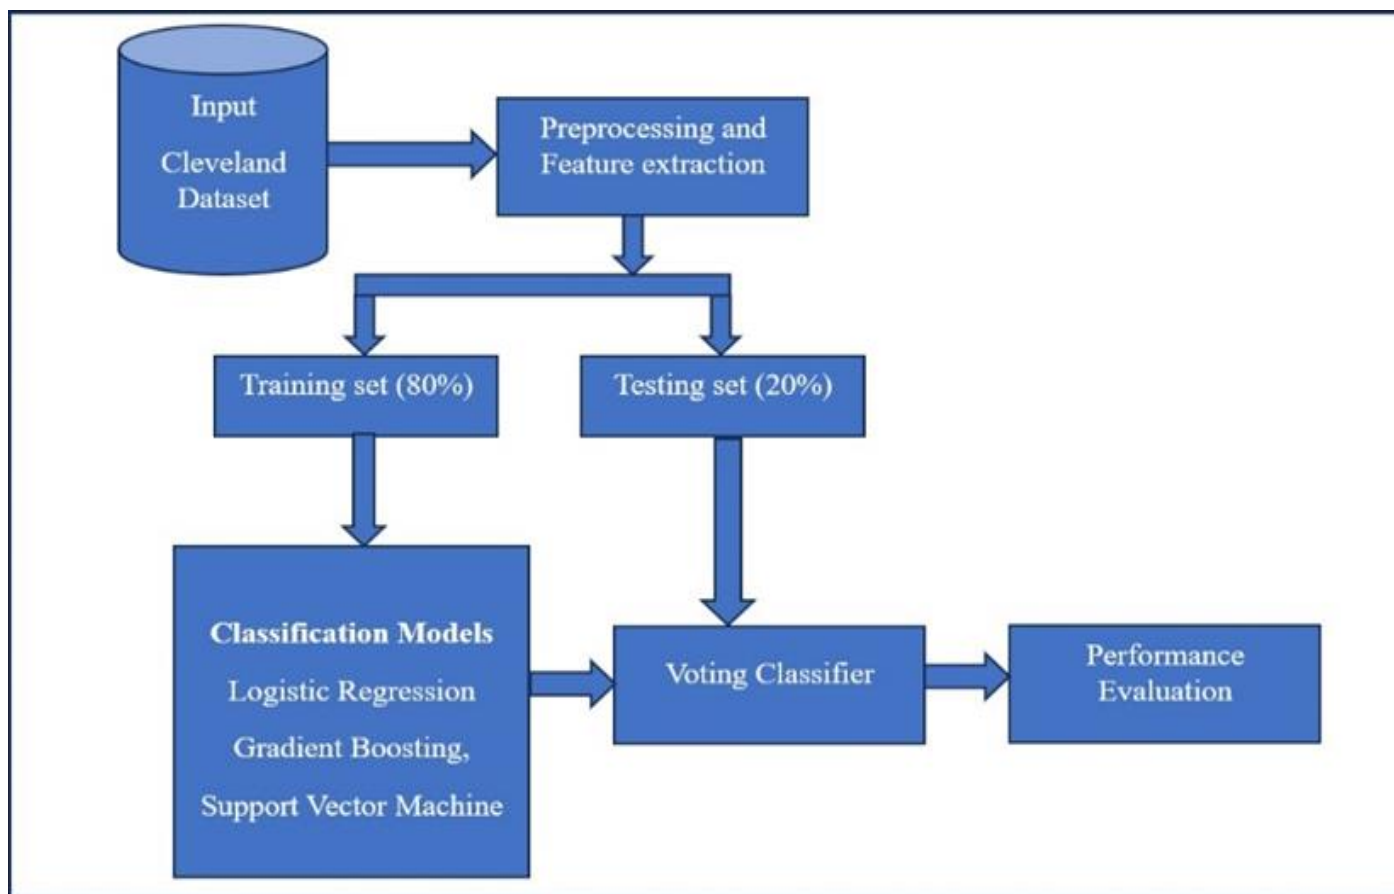 Input
Cleveland
Dataset
Preprocessing and
Feature extraction
Training set (80%)
Testing set (20%)
Classification Models
Logistic Regression
Gradient Boosting,
Support Vector Machine
Voting Classifier
Performance
Evaluation